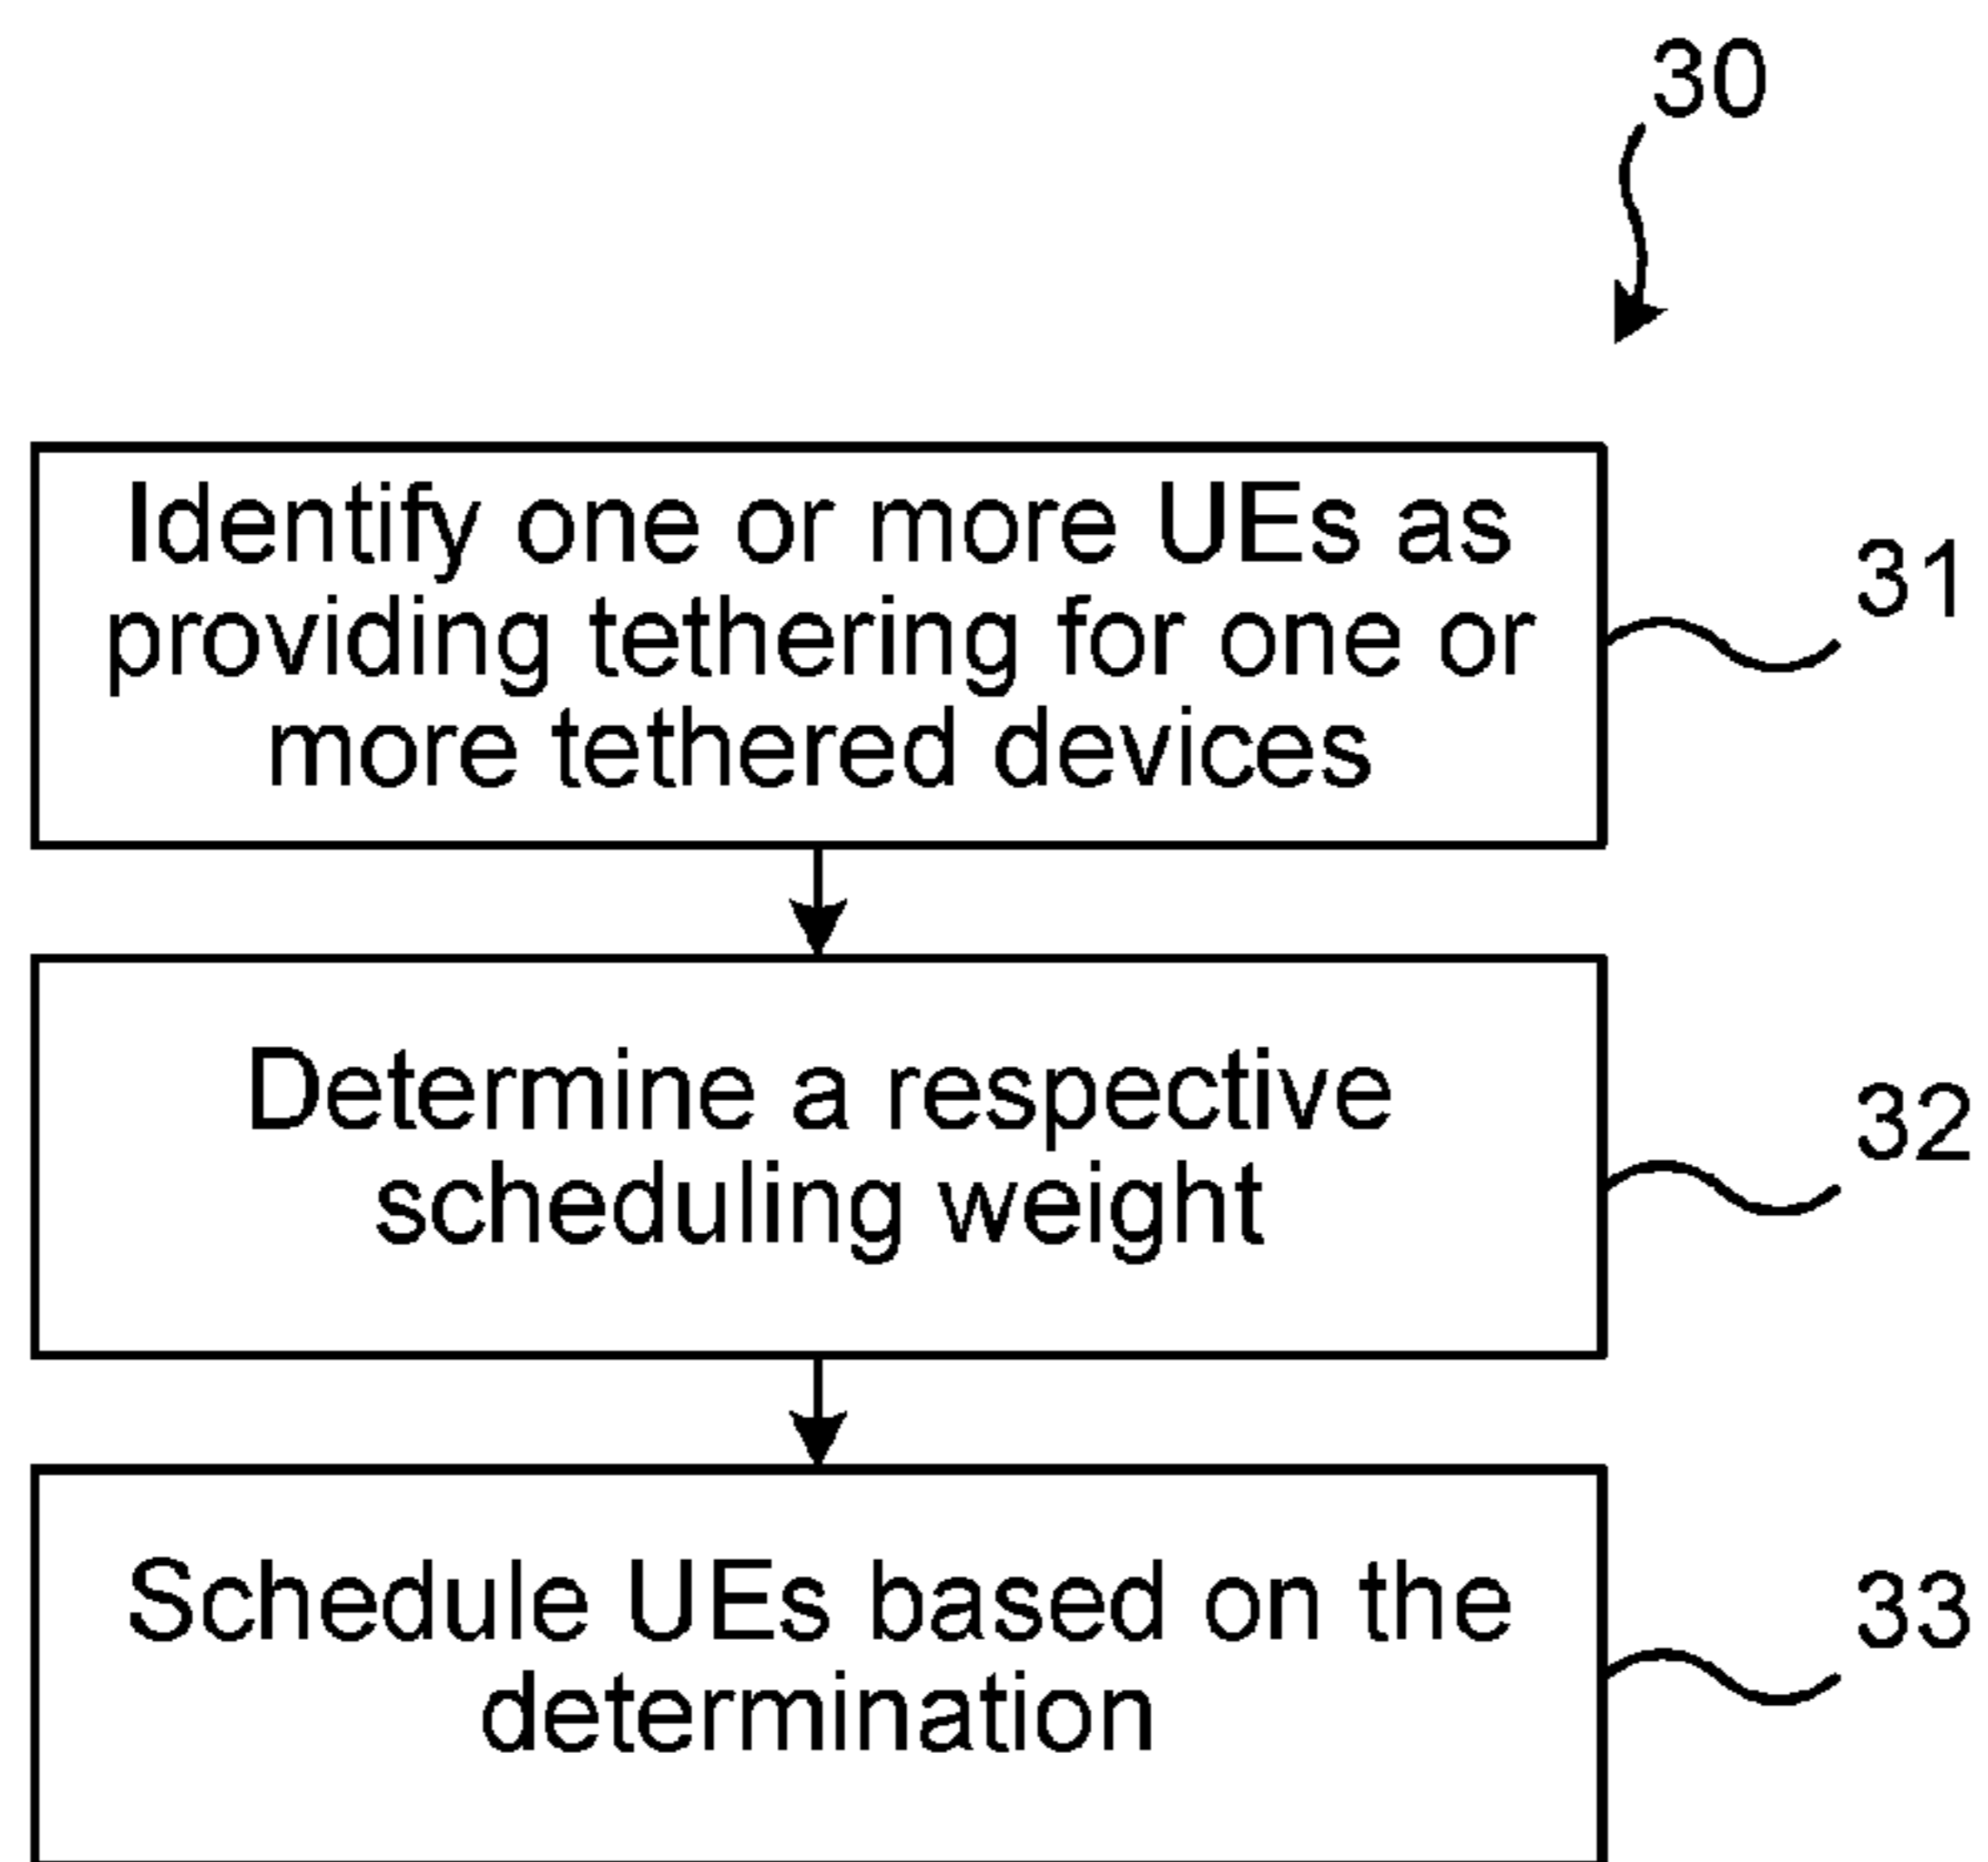 30
Identify one or more UEs as
providing tethering for one or
more tethered devices
31
Determine a respective
scheduling weight
32
Schedule UEs based on the
determination
33